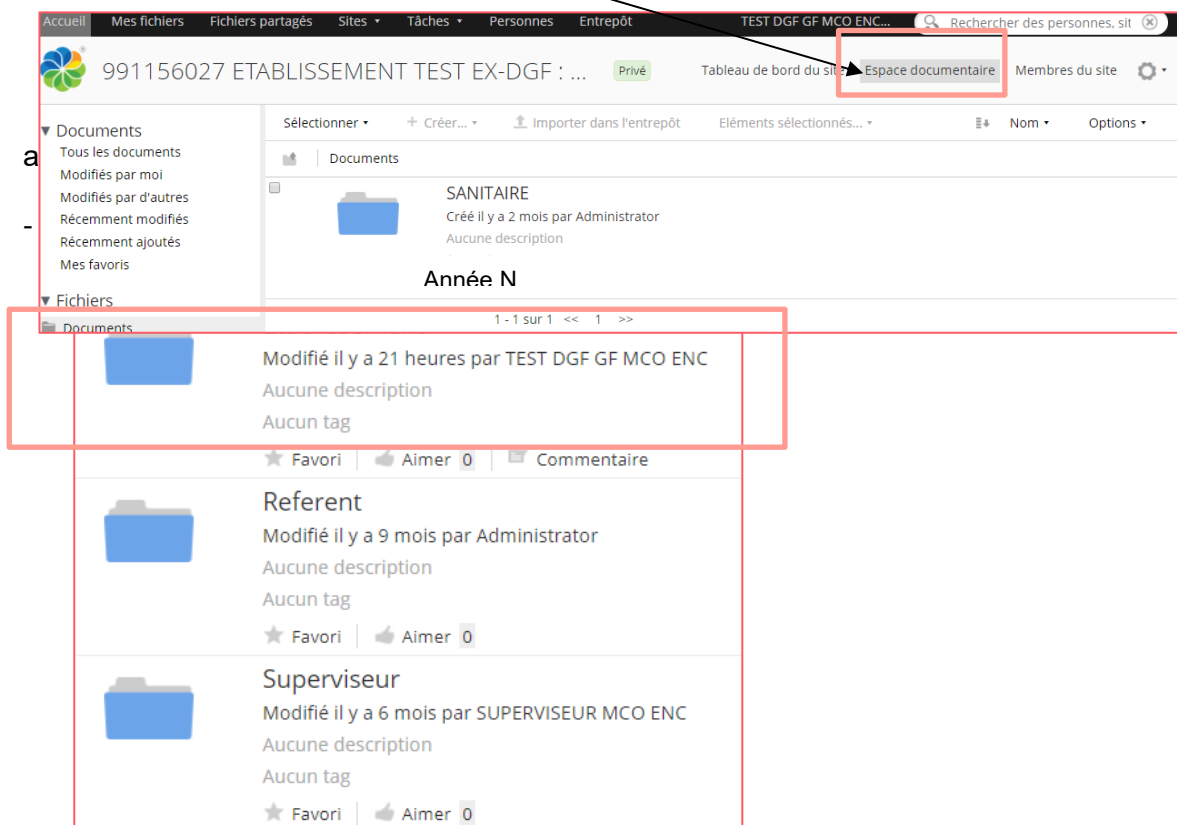 Accueil Mes fichiers Fichiers partagés Sites Tâches Personnes Entrepôt TEST DGF GF MCO ENC... Rechercher des personnes, sit
991156027 ETABLISSEMENT TEST EX-DGF : ... Privé Tableau de bord du site Espace documentaire Membres du site
Documents
Tous les documents
Modifiés par moi
Modifiés par d'autres
Récemment modifiés
Récemment ajoutés
Mes favoris
Fichiers
Documents
a
-
Sélectionner + Créer... Importer dans l'entrepôt Eléments sélectionnés... Nom Options
Documents
SANITAIRE
Créé il y a 2 mois par Administrator
Aucune description
Année N
1 - 1 sur 1 << 1 >>
Modifié il y a 21 heures par TEST DGF GF MCO ENC
Aucune description
Aucun tag
Favori Aimer 0 Commentaire
Referent
Modifié il y a 9 mois par Administrator
Aucune description
Aucun tag
Favori Aimer 0
Superviseur
Modifié il y a 6 mois par SUPERVISEUR MCO ENC
Aucune description
Aucun tag
Favori Aimer 0